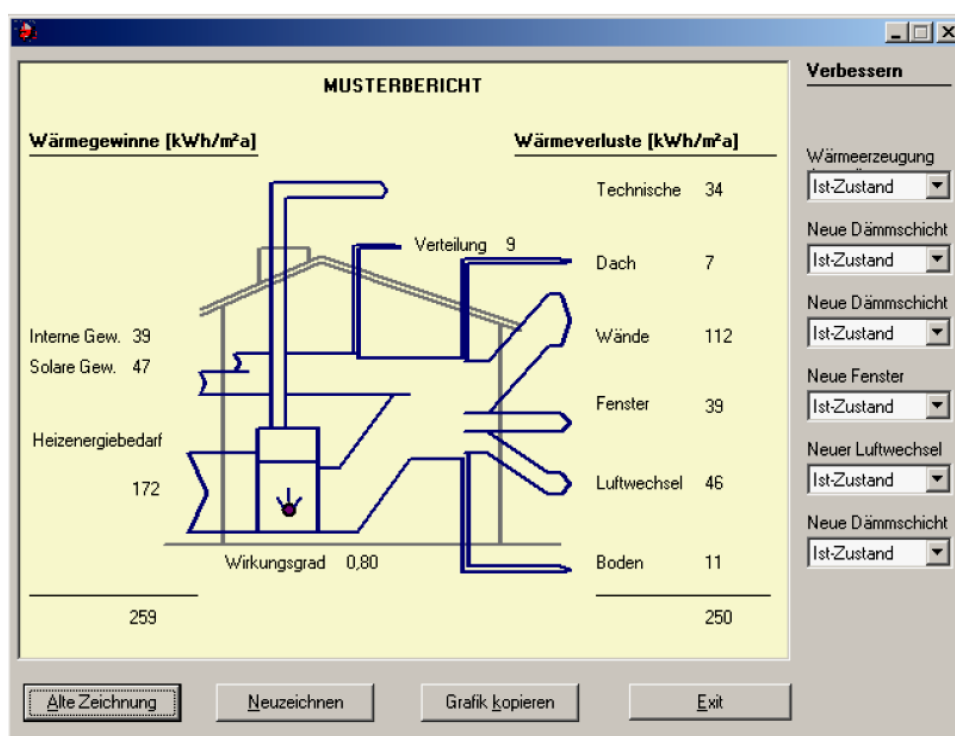 MUSTERBERICHT
Wärmegewinne [kWh/m²a]
Wärmeverluste [kWh/m²a]
Technische 34
Verteilung 9
Dach 7
Interne Gew. 39
Wände 112
Solare Gew. 47
Fenster 39
Heizenergiebedarf
172
Luftwechsel 46
Wirkungsgrad 0,80
Boden 11
259
250
Verbessern
Wärmeerzeugung
Ist-Zustand
Neue Dämmschicht
Ist-Zustand
Neue Dämmschicht
Ist-Zustand
Neue Fenster
Ist-Zustand
Neuer Luftwechsel
Ist-Zustand
Neue Dämmschicht
Ist-Zustand
Alte Zeichnung
Neuzeichnen
Grafik kopieren
Exit